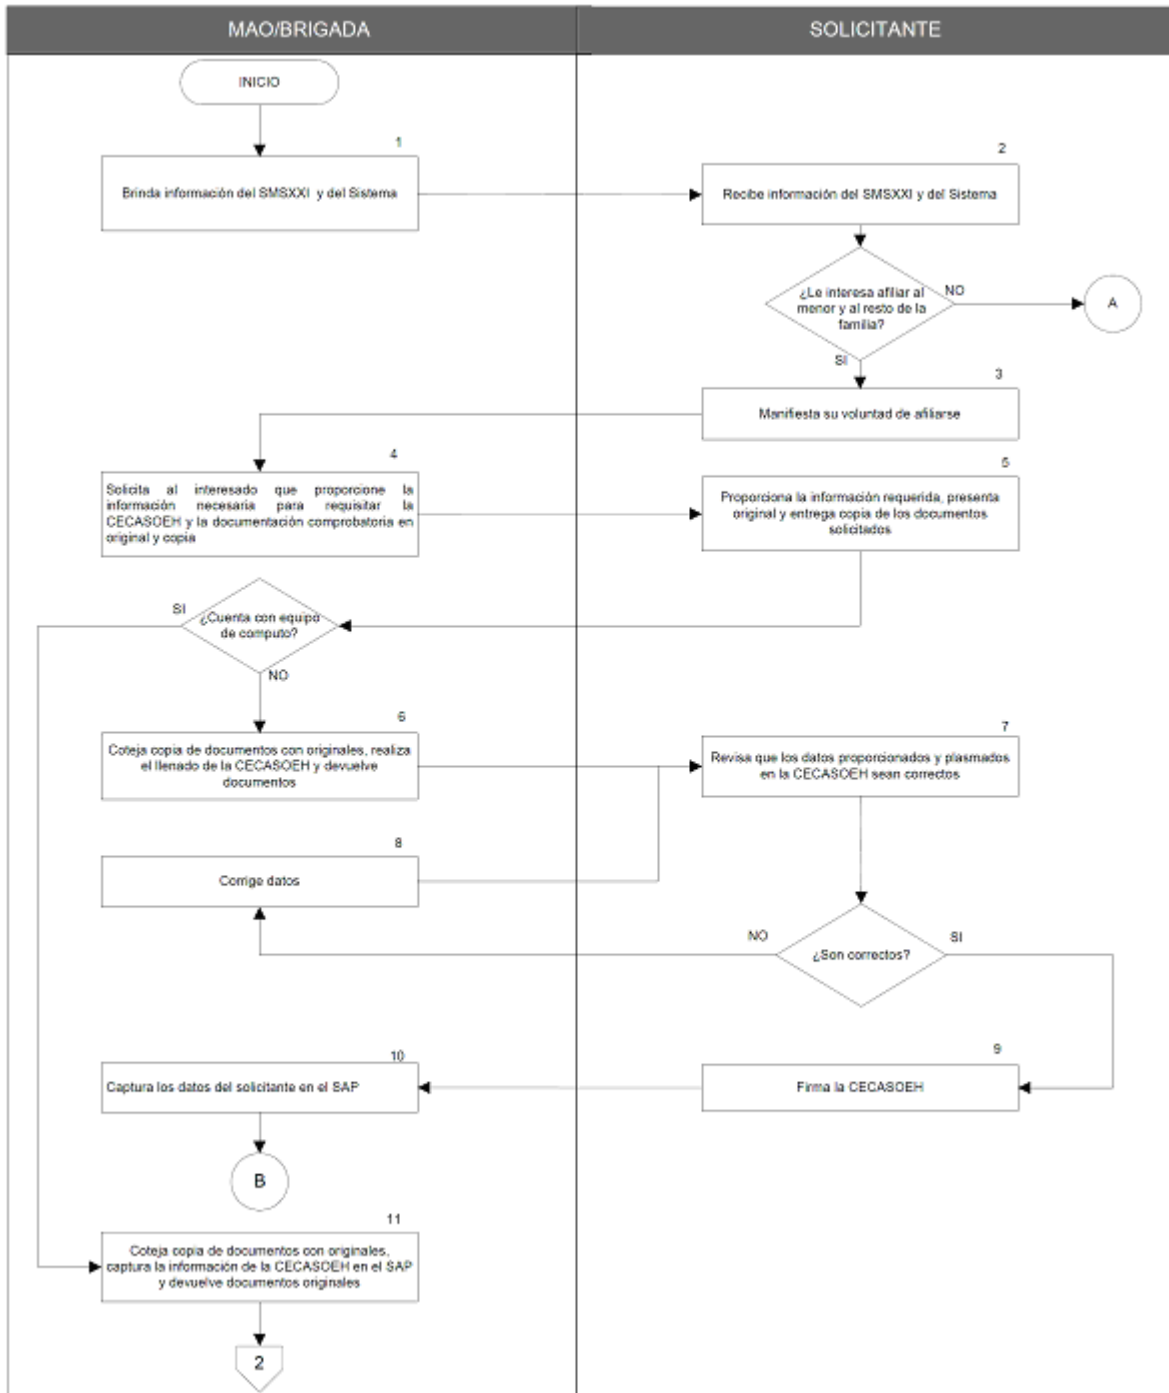 MAO/BRIGADA
SOLICITANTE
INICIO
1
Brinda información del SMSXXI y del Sistema
2
Recibe información del SMSXXI y del Sistema
¿Le interesa afiliar al
menor y al resto de la
familia?
NO
A
SI
3
Manifiesta su voluntad de afiliarse
4
Solicita al interesado que proporcione la
información necesaria para requisitar la
CECASOEH y la documentación comprobatoria en
original y copia
5
Proporciona la información requerida, presenta
original y entrega copia de los documentos
solicitados
SI
¿Cuenta con equipo
de computo?
NO
6
Coteja copia de documentos con originales, realiza
el llenado de la CECASOEH y devuelve
documentos
7
Revisa que los datos proporcionados y plasmados
en la CECASOEH sean correctos
8
Corrige datos
NO
¿Son correctos?
SI
9
Firma la CECASOEH
10
Captura los datos del solicitante en el SAP
B
11
Coteja copia de documentos con originales,
captura la información de la CECASOEH en el SAP
y devuelve documentos originales
2